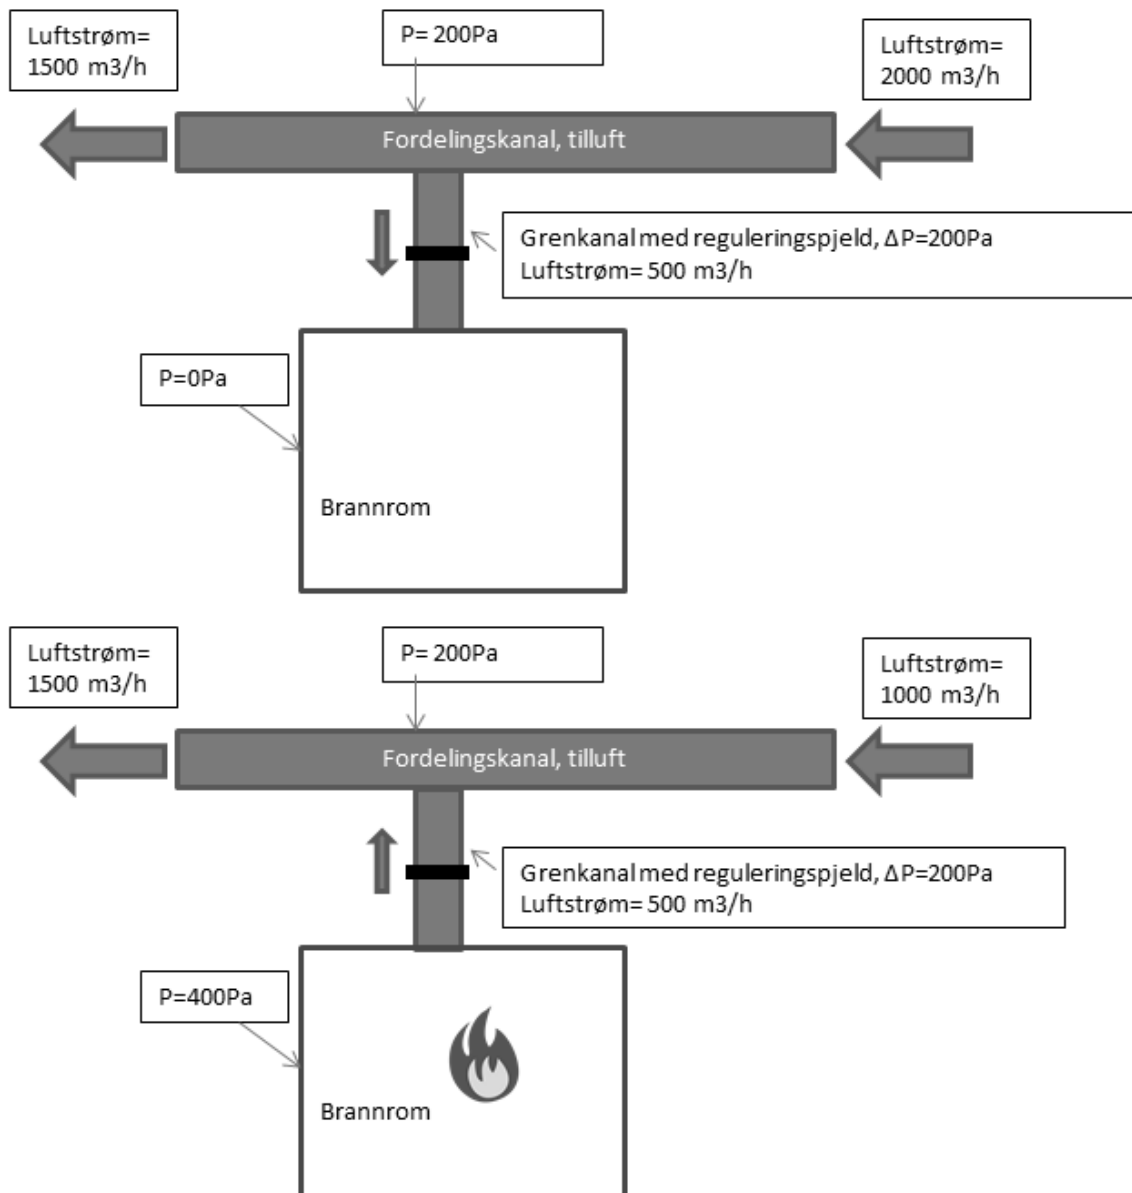 Luftstrøm=
1500 m3/h
P= 200Pa
Luftstrøm=
2000 m3/h
Fordelingskanal, tilluft
Grenkanal med reguleringspjeld, ΔP=200Pa
Luftstrøm= 500 m3/h
P=0Pa
Brannrom
Luftstrøm=
1500 m3/h
P= 200Pa
Luftstrøm=
1000 m3/h
Fordelingskanal, tilluft
Grenkanal med reguleringspjeld, ΔP=200Pa
Luftstrøm= 500 m3/h
P=400Pa
Brannrom